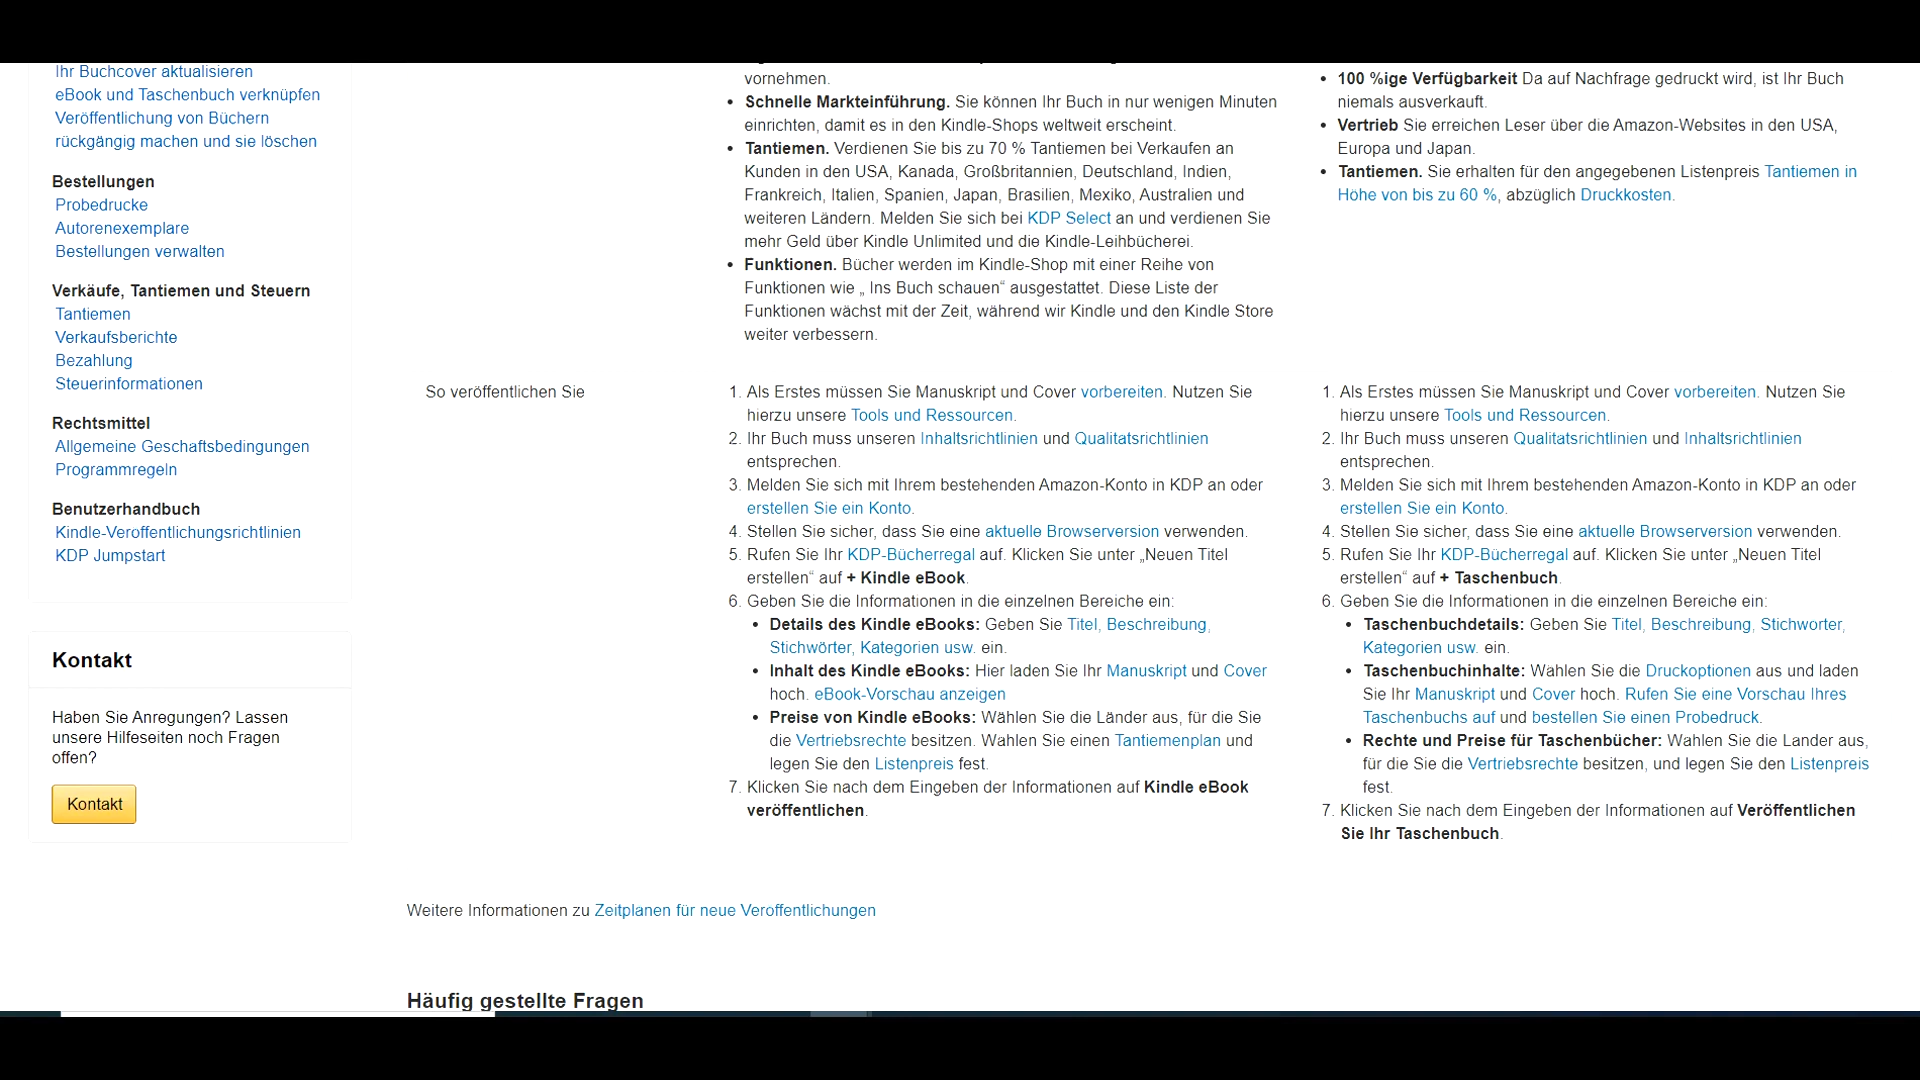 Ihr Buchcover aktualisieren
eBook und Taschenbuch verknüpfen
Veröffentlichung von Büchern
rückgängig machen und sie löschen
Bestellungen
Probedrucke
Autorenexemplare
Bestellungen verwalten
Verkäufe, Tantiemen und Steuern
Tantiemen
Verkaufsberichte
Bezahlung
Steuerinformationen
Rechtsmittel
Allgemeine Geschaftsbedingungen
Programmregeln
Benutzerhandbuch
Kindle-Veroffentlichungsrichtlinien
KDP Jumpstart
Kontakt
Haben Sie Anregungen? Lassen
unsere Hilfeseiten noch Fragen
offen?
Kontakt
vornehmen.
• Schnelle Markteinführung. Sie können Ihr Buch in nur wenigen Minuten
einrichten, damit es in den Kindle-Shops weltweit erscheint.
• Tantiemen. Verdienen Sie bis zu 70 % Tantiemen bei Verkaufen an
Kunden in den USA, Kanada, Großbritannien, Deutschland, Indien,
Frankreich, Italien, Spanien, Japan, Brasilien, Mexiko, Australien und
weiteren Ländern. Melden Sie sich bei KDP Select an und verdienen Sie
mehr Geld über Kindle Unlimited und die Kindle-Leihbücherei.
• Funktionen. Bücher werden im Kindle-Shop mit einer Reihe von
Funktionen wie „ Ins Buch schauen“ ausgestattet. Diese Liste der
Funktionen wächst mit der Zeit, während wir Kindle und den Kindle Store
weiter verbessern.
• 100 %ige Verfügbarkeit Da auf Nachfrage gedruckt wird, ist Ihr Buch
niemals ausverkauft.
• Vertrieb Sie erreichen Leser über die Amazon-Websites in den USA,
Europa und Japan.
• Tantiemen. Sie erhalten für den angegebenen Listenpreis Tantiemen in
Höhe von bis zu 60 %, abzüglich Druckkosten.
So veröffentlichen Sie
1. Als Erstes müssen Sie Manuskript und Cover vorbereiten. Nutzen Sie
hierzu unsere Tools und Ressourcen.
2. Ihr Buch muss unseren Inhaltsrichtlinien und Qualitatsrichtlinien
entsprechen.
3. Melden Sie sich mit Ihrem bestehenden Amazon-Konto in KDP an oder
erstellen Sie ein Konto.
4. Stellen Sie sicher, dass Sie eine aktuelle Browserversion verwenden.
5. Rufen Sie Ihr KDP-Bücherregal auf. Klicken Sie unter „Neuen Titel
erstellen“ auf + Kindle eBook.
6. Geben Sie die Informationen in die einzelnen Bereiche ein:
• Details des Kindle eBooks: Geben Sie Titel, Beschreibung,
Stichwörter, Kategorien usw. ein.
• Inhalt des Kindle eBooks: Hier laden Sie Ihr Manuskript und Cover
hoch. eBook-Vorschau anzeigen
• Preise von Kindle eBooks: Wählen Sie die Länder aus, für die Sie
die Vertriebsrechte besitzen. Wahlen Sie einen Tantiemenplan und
legen Sie den Listenpreis fest.
7. Klicken Sie nach dem Eingeben der Informationen auf Kindle eBook
veröffentlichen.
1. Als Erstes müssen Sie Manuskript und Cover vorbereiten. Nutzen Sie
hierzu unsere Tools und Ressourcen.
2. Ihr Buch muss unseren Qualitatsrichtlinien und Inhaltsrichtlinien
entsprechen.
3. Melden Sie sich mit Ihrem bestehenden Amazon-Konto in KDP an oder
erstellen Sie ein Konto.
4. Stellen Sie sicher, dass Sie eine aktuelle Browserversion verwenden.
5. Rufen Sie Ihr KDP-Bücherregal auf. Klicken Sie unter „Neuen Titel
erstellen“ auf + Taschenbuch.
6. Geben Sie die Informationen in die einzelnen Bereiche ein:
• Taschenbuchdetails: Geben Sie Titel, Beschreibung, Stichworter,
Kategorien usw. ein.
• Taschenbuchinhalte: Wahlen Sie die Druckoptionen aus und laden
Sie Ihr Manuskript und Cover hoch. Rufen Sie eine Vorschau Ihres
Taschenbuchs auf und bestellen Sie einen Probedruck.
• Rechte und Preise für Taschenbücher: Wahlen Sie die Lander aus,
für die Sie die Vertriebsrechte besitzen, und legen Sie den Listenpreis
fest.
7. Klicken Sie nach dem Eingeben der Informationen auf Veröffentlichen
Sie Ihr Taschenbuch.
Weitere Informationen zu Zeitplanen für neue Veroffentlichungen
Häufig gestellte Fragen